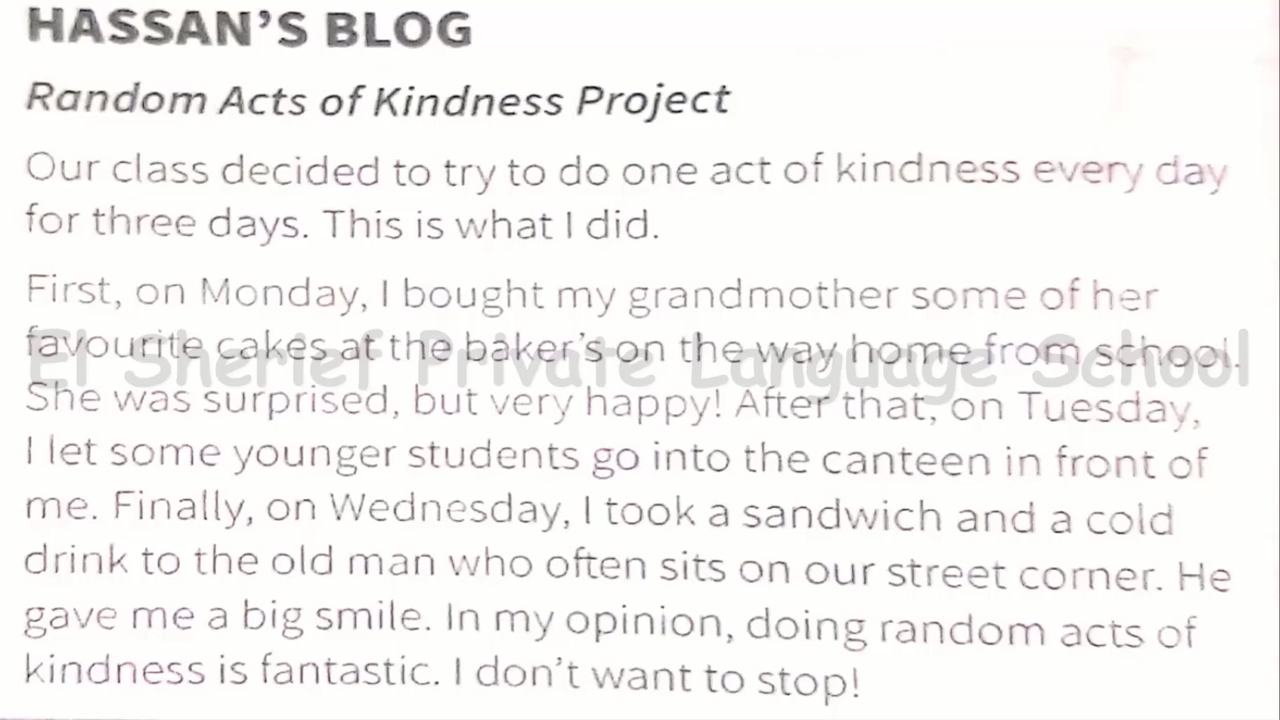 HASSAN'S BLOG
Random Acts of Kindness Project
Our class decided to try to do one act of kindness every day
for three days. This is what I did.
First, on Monday, I bought my grandmother some of her
favourite cakes at the baker's on the way home from school.
El Sherief Private Language School
She was surprised, but very happy! After that, on Tuesday,
I let some younger students go into the canteen in front of
me. Finally, on Wednesday, I took a sandwich and a cold
drink to the old man who often sits on our street corner. He
gave me a big smile. In my opinion, doing random acts of
kindness is fantastic. I don't want to stop!